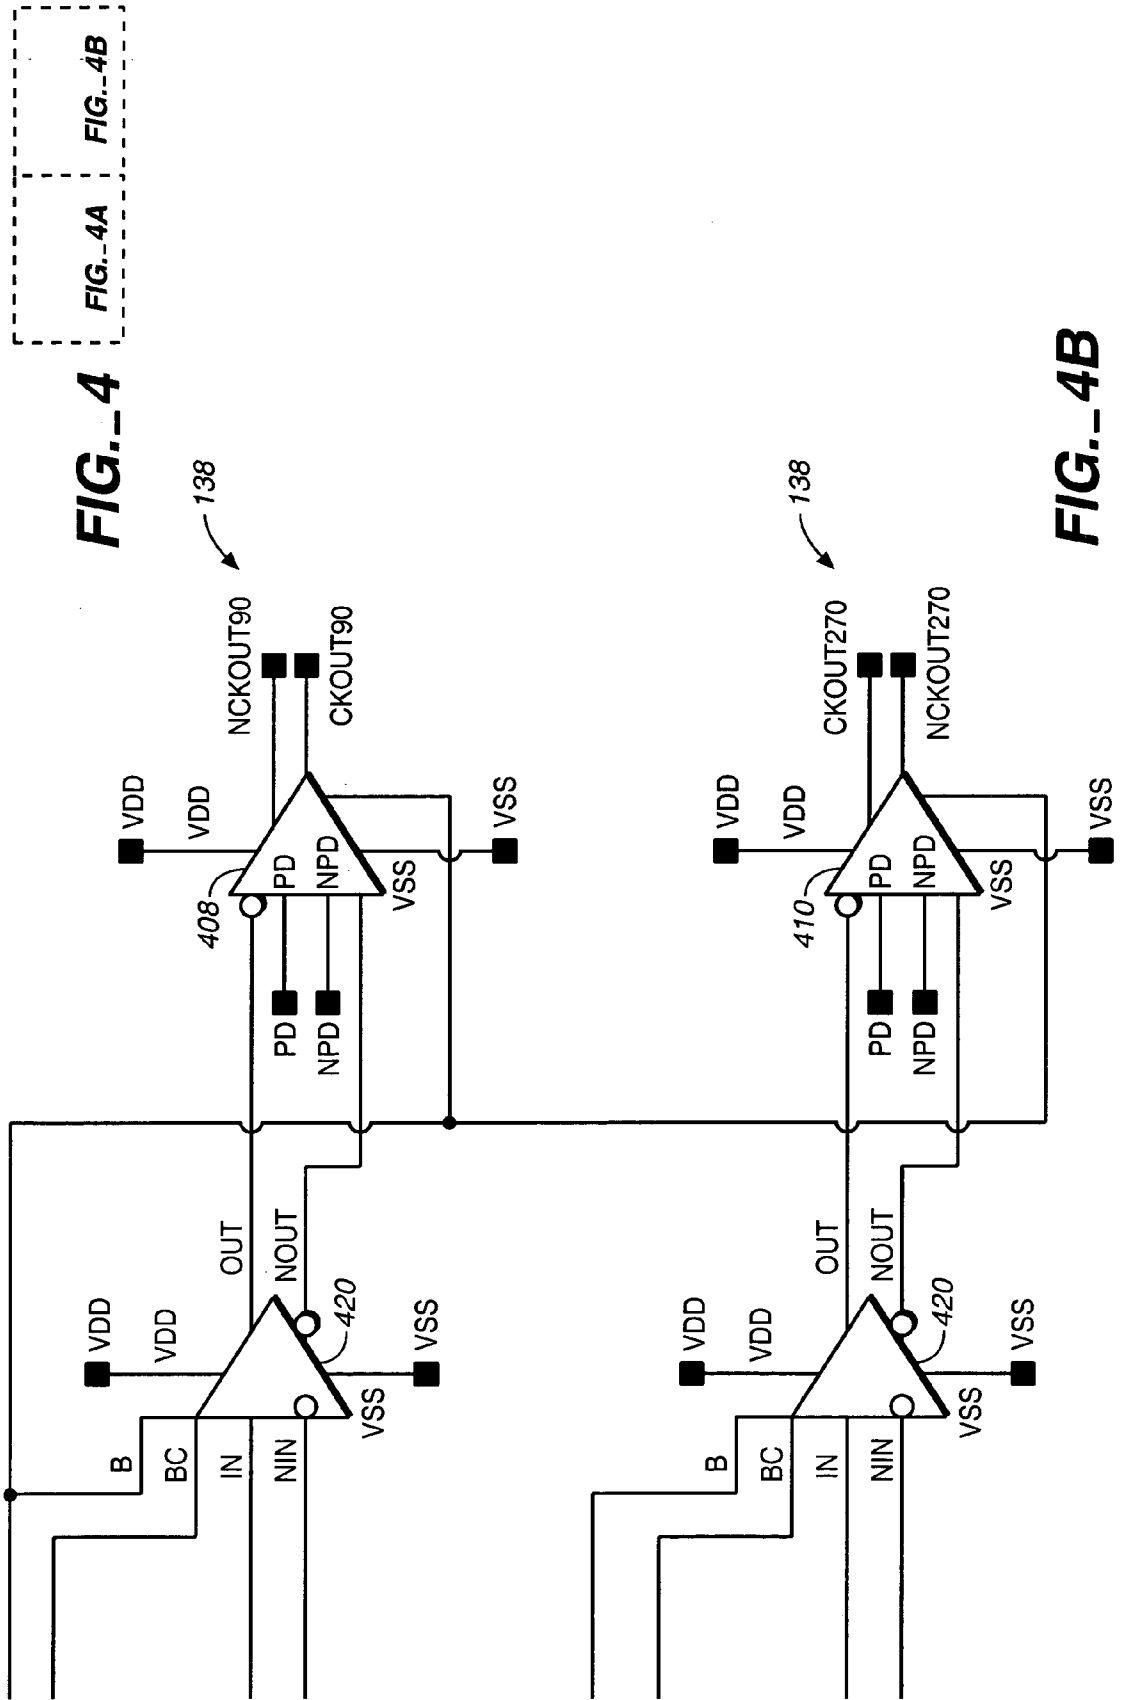 FIG._4A
FIG._4B
FIG._4
138
NCKOUT90
CKOUT90
VDD
VDD
408
PD
NPD
PD
NPD
VSS
VSS
OUT
NOUT
VDD
VDD
420
VSS
VSS
B
BC
IN
NIN
138
CKOUT270
NCKOUT270
VDD
VDD
410
PD
NPD
PD
NPD
VSS
VSS
OUT
NOUT
VDD
VDD
420
VSS
VSS
B
BC
IN
NIN
FIG._4B